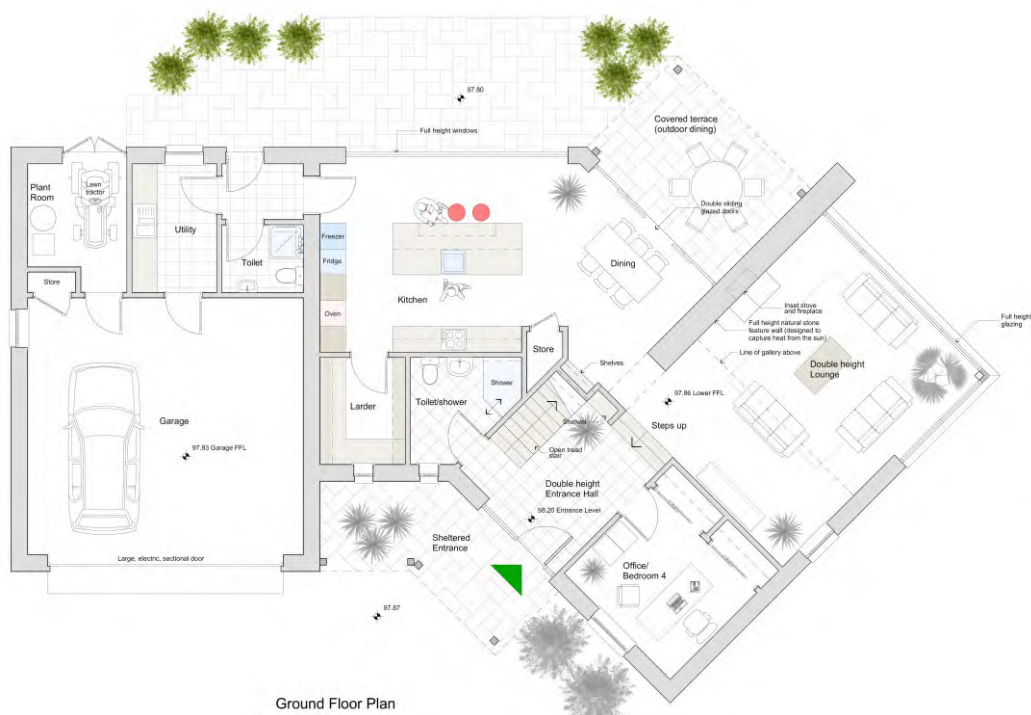 97.80
Full height windows
Covered terrace
(outdoor dining)
Plant
Room
Lawn
tractor
Utility
Toilet
Freezer
Fridge
Oven
Kitchen
Dining
Double sliding
glazed doors
Store
Inset stove
and fireplace
Full height natural stone
feature wall (designed to
capture heat from the sun)
Line of gallery above
Full height
glazing
Double height
Lounge
Store
Shelves
97.86 Lower FFL
Steps up
Toilet/shower
Shower
Larder
Shelves
Open tread
stair
Garage
97.93 Garage FFL
Double height
Entrance Hall
98.20 Entrance Level
Sheltered
Entrance
Office/
Bedroom 4
Large, electric, sectional door
97.87
Ground Floor Plan